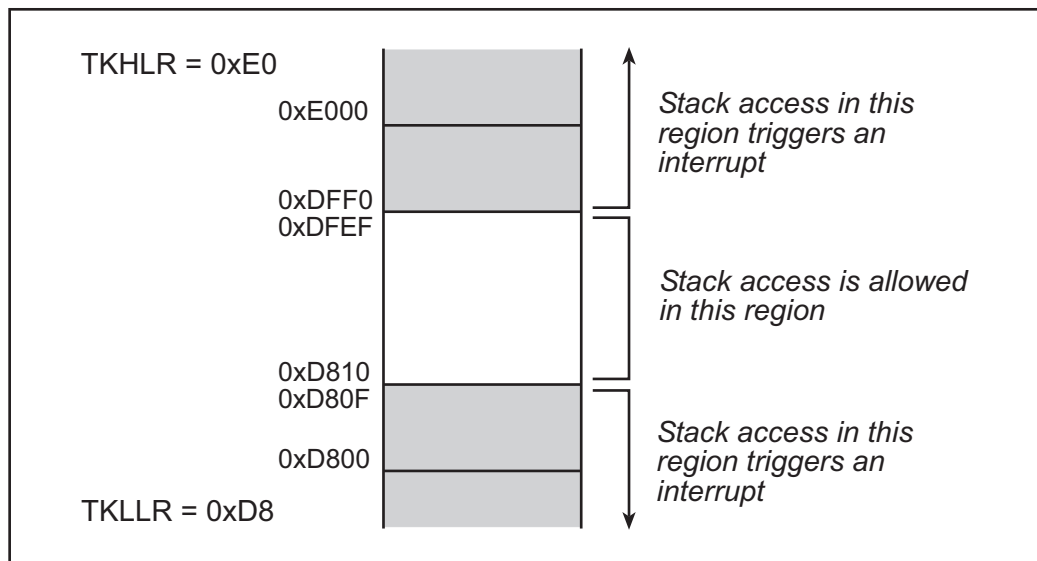 TKHLR = 0xE0
0xE000
Stack access in this
region triggers an
interrupt
0xDFF0
0xDFEF
Stack access is allowed
in this region
0xD810
0xD80F
Stack access in this
region triggers an
interrupt
0xD800
TKLLR = 0xD8